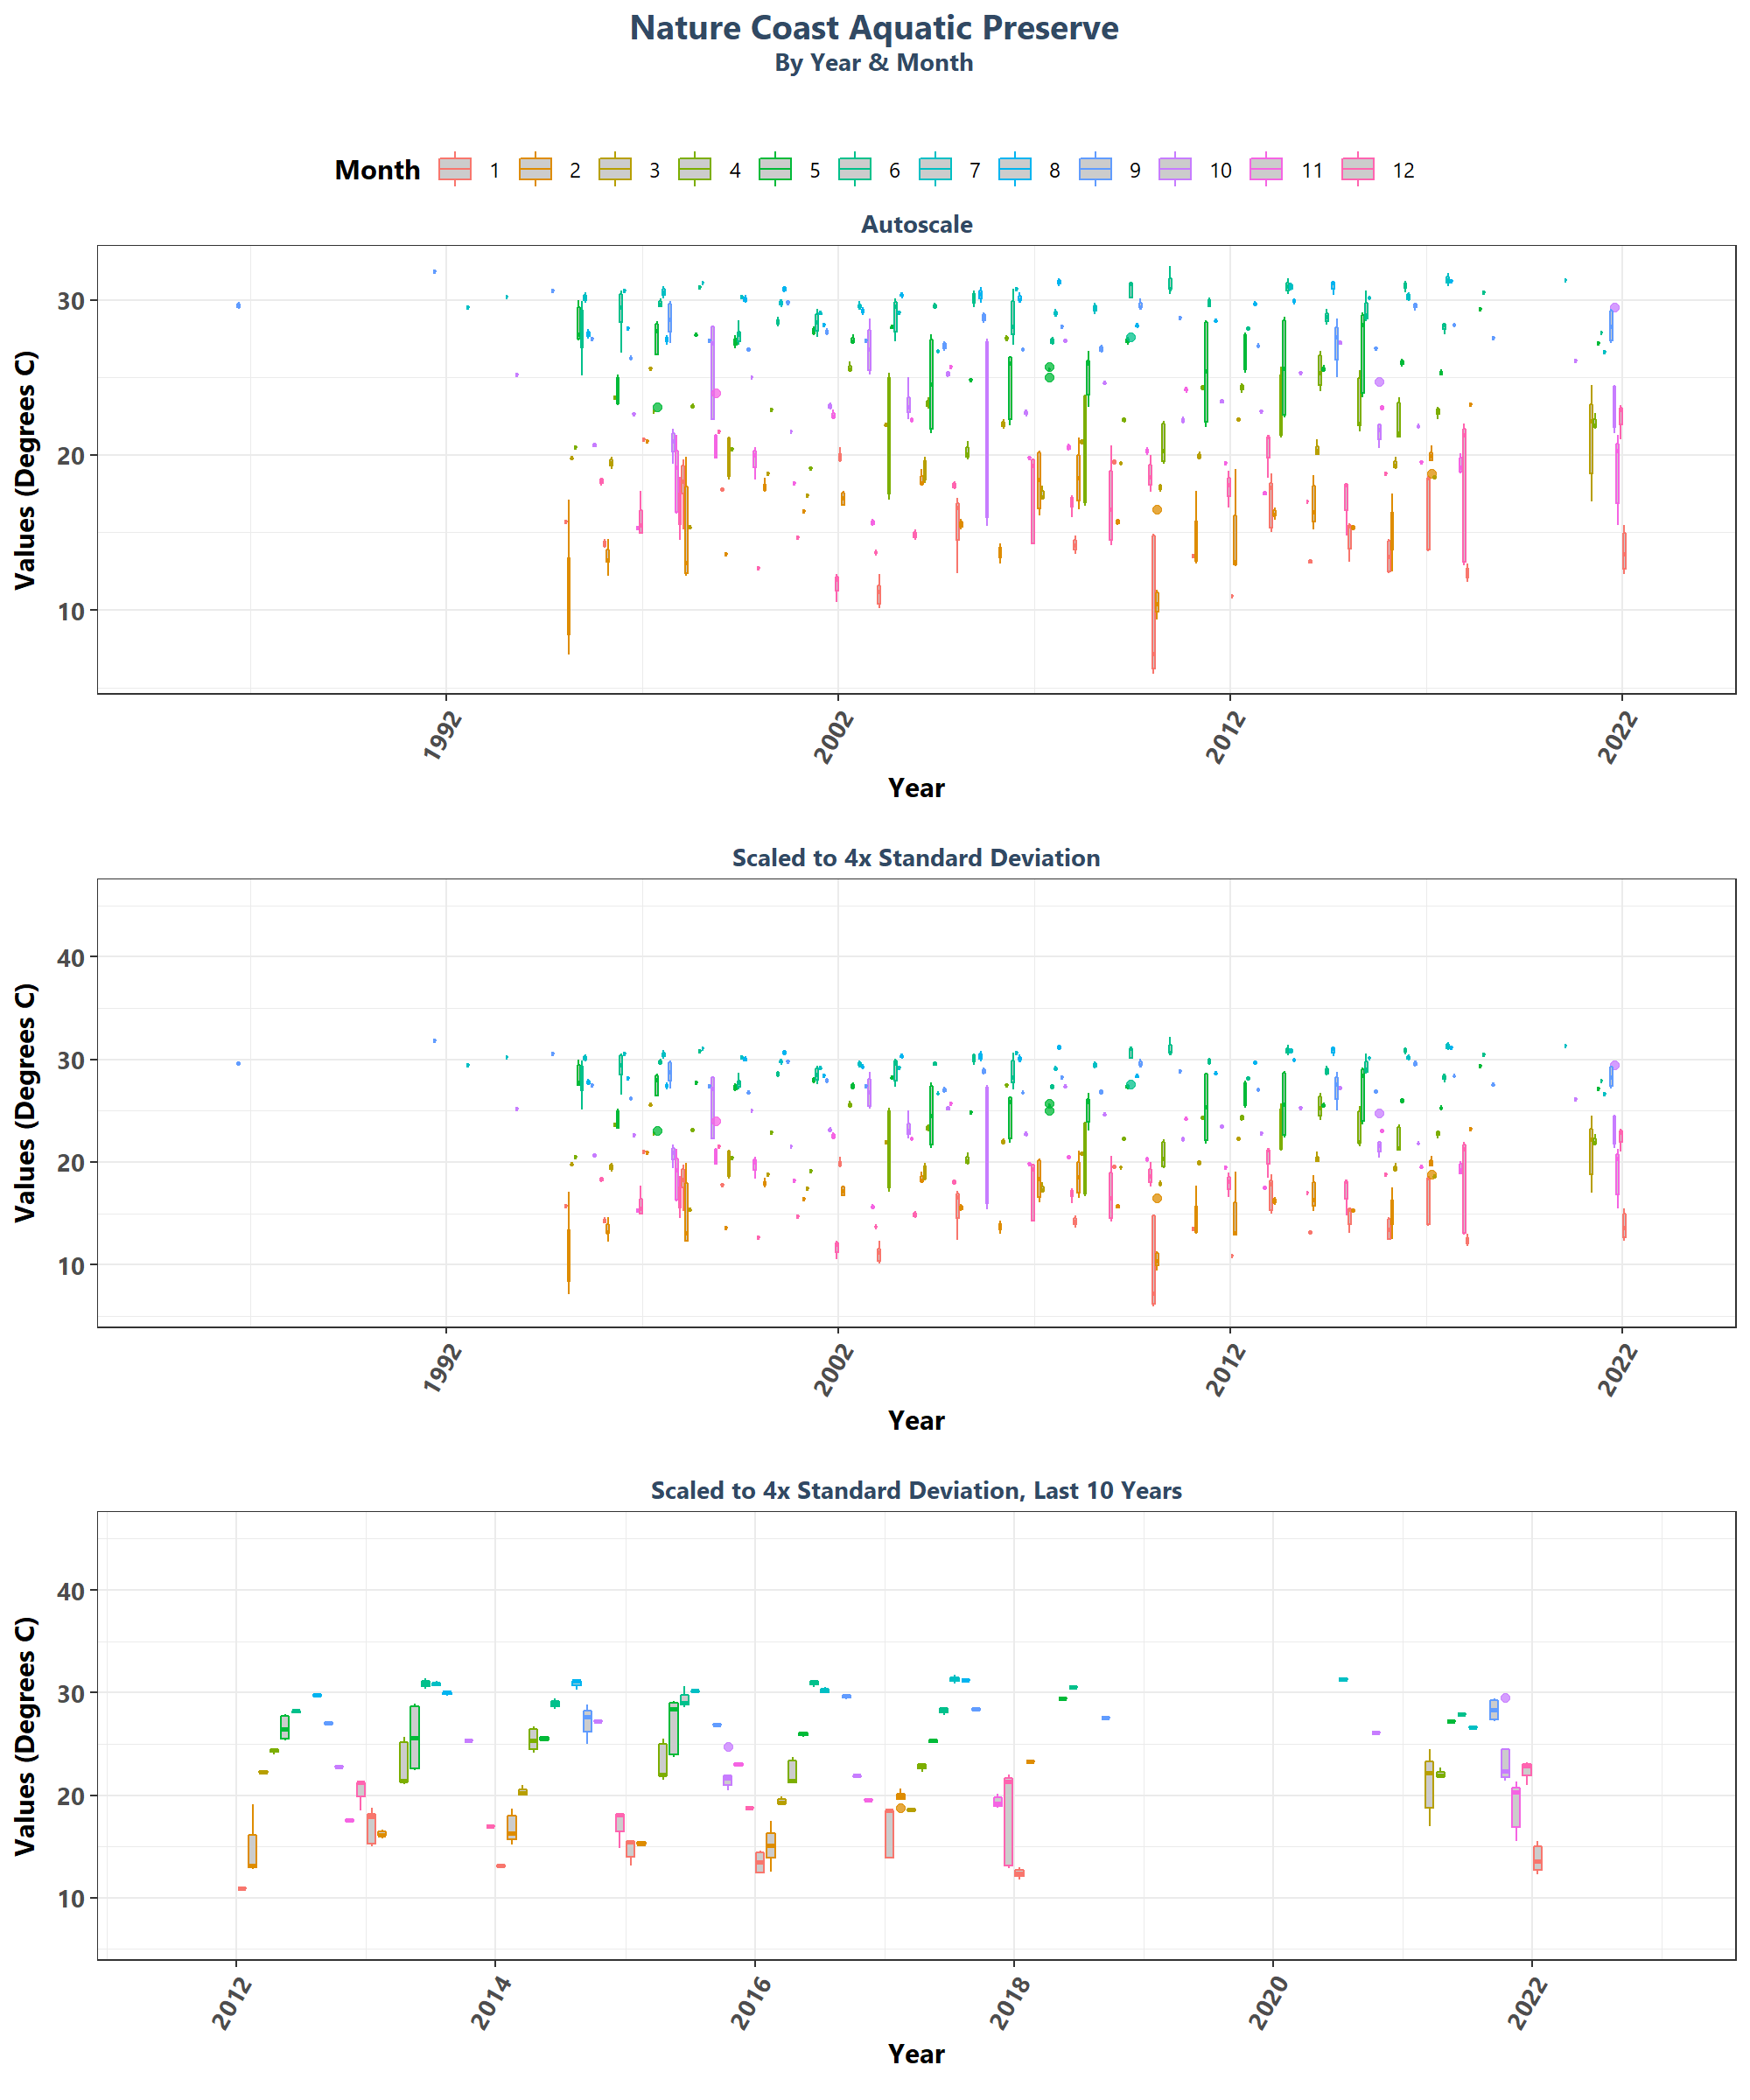 Nature Coast Aquatic Preserve
By Year & Month
Month 1 2 3 4 5 6 7 8 9 10 11 12
Autoscale
Values (Degrees C)
30
20
10
1992 2002 2012 2022
Year
Scaled to 4x Standard Deviation
Values (Degrees C)
40
30
20
10
1992 2002 2012 2022
Year
Scaled to 4x Standard Deviation, Last 10 Years
Values (Degrees C)
40
30
20
10
2012 2014 2016 2018 2020 2022
Year